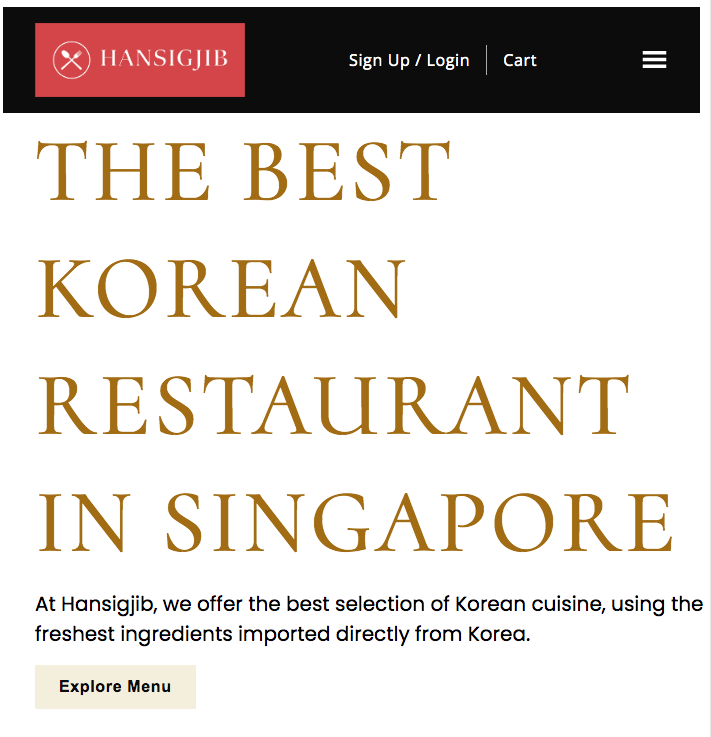 HANSIGJIB
Sign Up / Login
Cart
THE BEST
KOREAN
RESTAURANT
IN SINGAPORE
At Hansigjib, we offer the best selection of Korean cuisine, using the
freshest ingredients imported directly from Korea.
Explore Menu